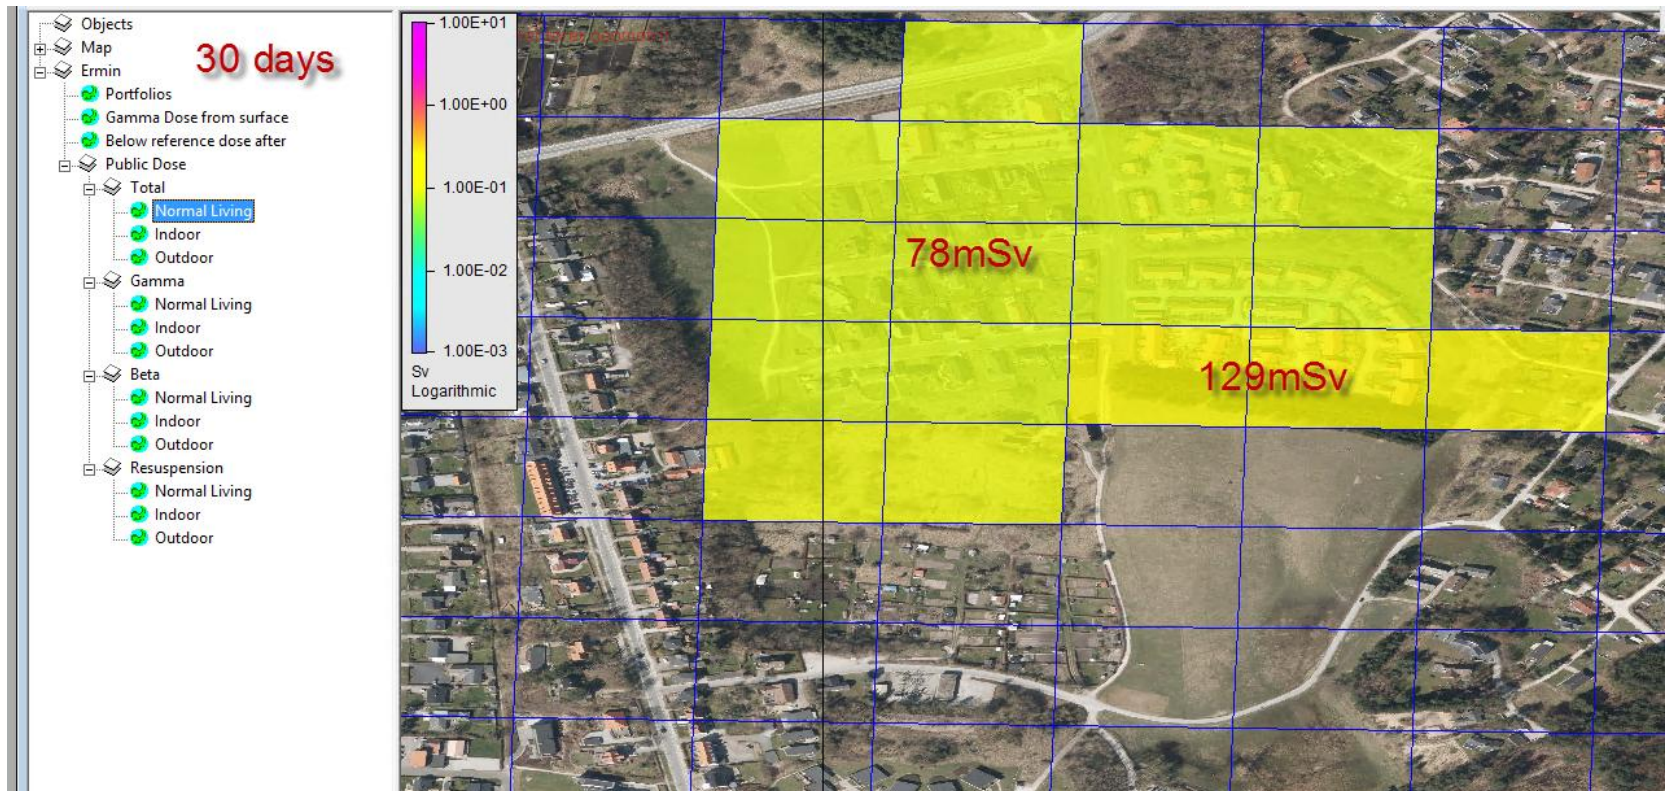 Objects
Map
Ermin
30 days
Portfolios
Gamma Dose from surface
Below reference dose after
Public Dose
Total
Normal Living
Indoor
Outdoor
Gamma
Normal Living
Indoor
Outdoor
Beta
Normal Living
Indoor
Outdoor
Resuspension
Normal Living
Indoor
Outdoor
1.00E+01
1.00E+00
1.00E-01
1.00E-02
1.00E-03
Sv
Logarithmic
78mSv
129mSv